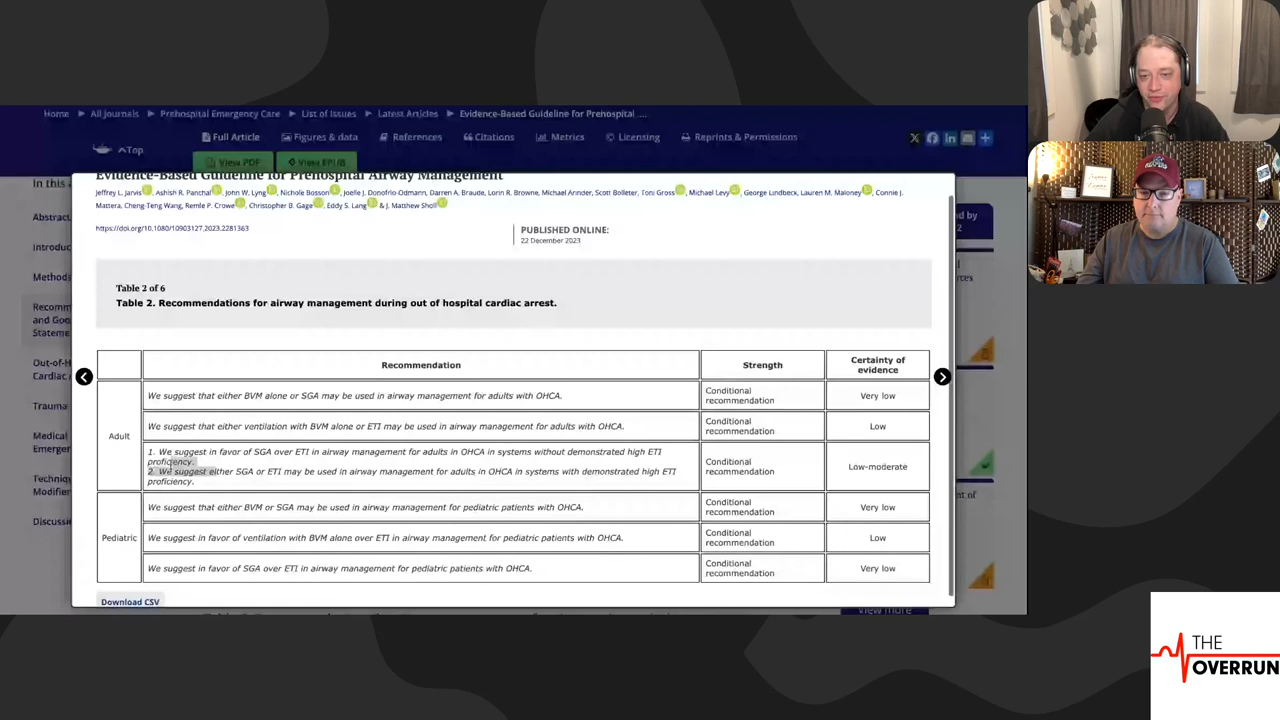 Home ▶ All Journals ▶ Prehospital Emergency Care ▶ List of Issues ▶ Latest Articles ▶ Evidence-Based Guideline for Prehospital ....
Top Full Article Figures & data References Citations Metrics Licensing Reprints & Permissions
View PDF View EPUB
In this a
Abstrac
Introduc
Methods
Recomm
and Goo
Stateme
Out-of-H
Cardiac
Trauma
Medical
Emerger
Techniq
Modifier
Discussi
Evidence-Based Guideline for Prehospital Airway Management
Jeffrey L. Jarvis, Ashish R. Panchal, John W. Lyng, Nichole Bosson, Joelle J. Donofrio-Odmann, Darren A. Braude, Lorin R. Browne, Michael Arinder, Scott Bolleter, Toni Gross, Michael Levy, George Lindbeck, Lauren M. Maloney, Connie J.
Mattera, Cheng-Teng Wang, Remle P. Crowe, Christopher B. Gage, Eddy S. Lang & J. Matthew Sholl
https://doi.org/10.1080/10903127.2023.2281363
PUBLISHED ONLINE:
22 December 2023
Table 2 of 6
Table 2. Recommendations for airway management during out of hospital cardiac arrest.
Recommendation Strength Certainty of evidence
Adult
We suggest that either BVM alone or SGA may be used in airway management for adults with OHCA. Conditional recommendation Very low
We suggest that either ventilation with BVM alone or ETI may be used in airway management for adults with OHCA. Conditional recommendation Low
1. We suggest in favor of SGA over ETI in airway management for adults in OHCA in systems without demonstrated high ETI
proficiency.
2. We suggest either SGA or ETI may be used in airway management for adults in OHCA in systems with demonstrated high ETI
proficiency.
Conditional recommendation Low-moderate
Pediatric
We suggest that either BVM or SGA may be used in airway management for pediatric patients with OHCA. Conditional recommendation Very low
We suggest in favor of ventilation with BVM alone over ETI in airway management for pediatric patients with OHCA. Conditional recommendation Low
We suggest in favor of SGA over ETI in airway management for pediatric patients with OHCA. Conditional recommendation Very low
Download CSV
View more
THE
OVERRUN